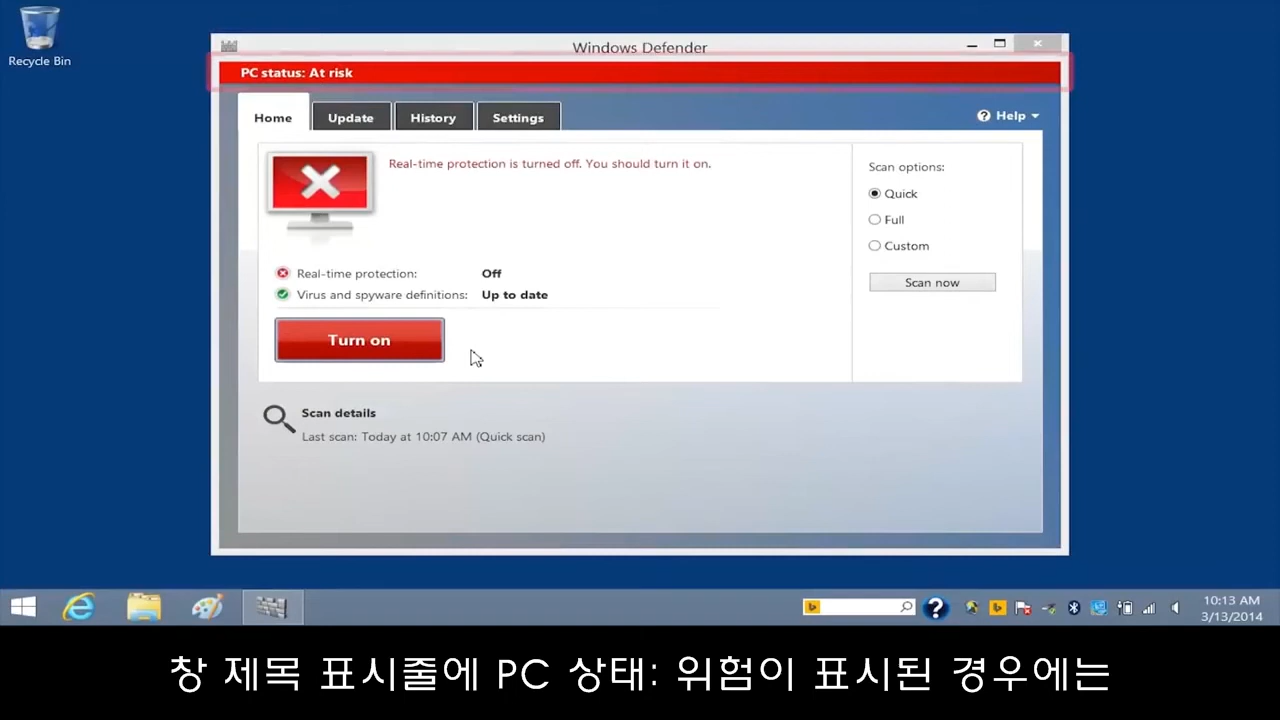 Recycle Bin
Windows Defender
PC status: At risk
Home
Update
History
Settings
Help
Real-time protection is turned off. You should turn it on.
Scan options:
Quick
Full
Custom
Scan now
Real-time protection: Off
Virus and spyware definitions: Up to date
Turn on
Scan details
Last scan: Today at 10:07 AM (Quick scan)
10:13 AM
3/13/2014
창 제목 표시줄에 PC 상태: 위험이 표시된 경우에는